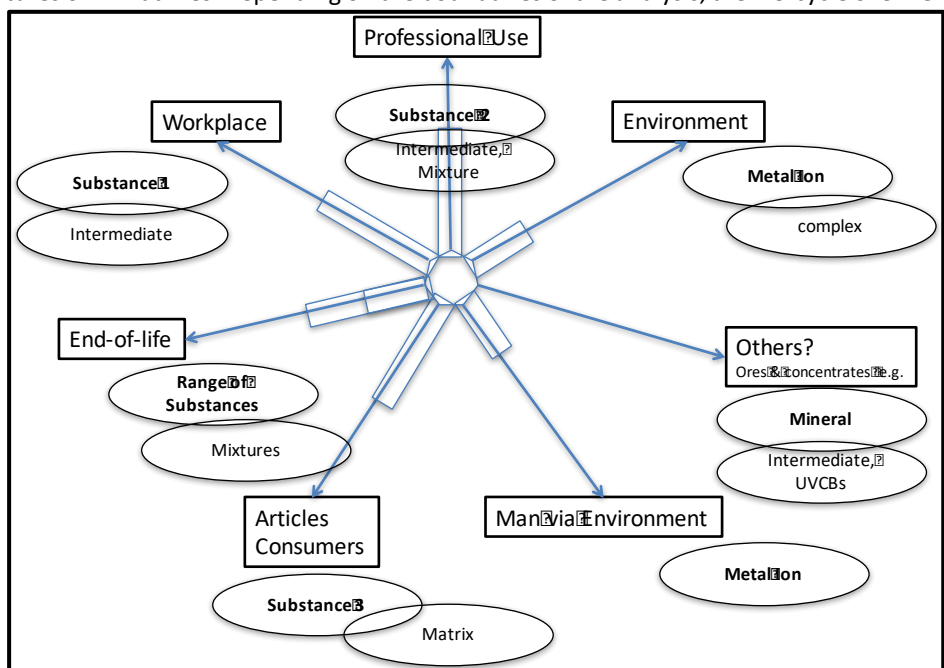 Professional Use
Workplace
Substance 2
Intermediate,
Mixture
Environment
Substance 1
Intermediate
Metal Ion
complex
End-of-life
Range of
Substances
Mixtures
Others?
Ores & concentrates e.g.
Mineral
Intermediate,
UVCBs
Articles
Consumers
Man via Environment
Substance 3
Matrix
Metal Ion